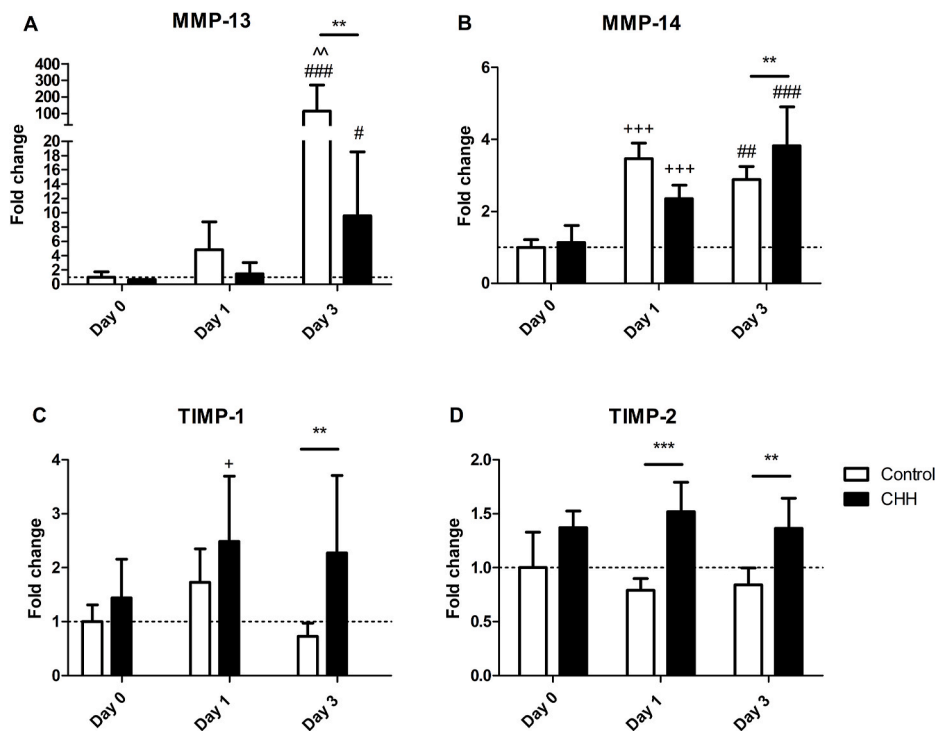 A
MMP-13
**
^^
###
#
Fold change
400
300
200
100
20
18
16
14
12
10
8
6
4
2
0
Day 0
Day 1
Day 3
B
MMP-14
**
###
+++
+++
##
Fold change
6
4
2
0
Day 0
Day 1
Day 3
C
TIMP-1
**
+
Fold change
4
3
2
1
0
Day 0
Day 1
Day 3
D
TIMP-2
***
**
Fold change
2.0
1.5
1.0
0.5
0.0
Day 0
Day 1
Day 3
Control
CHH